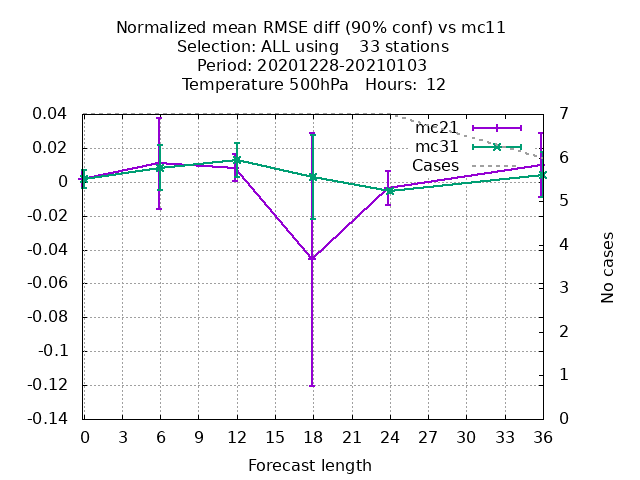 Normalized mean RMSE diff (90% conf) vs mc11
Selection: ALL using    33 stations
Period: 20201228-20210103
Temperature 500hPa   Hours:  12
0.04
0.02
0
-0.02
-0.04
-0.06
-0.08
-0.1
-0.12
-0.14
mc21
mc31
Cases
7
6
5
4
3
2
1
0
No cases
0 3 6 9 12 15 18 21 24 27 30 33 36
Forecast length